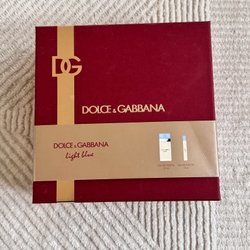 DG
DOLCE & GABBANA
DOLCE & GABBANA
light blue